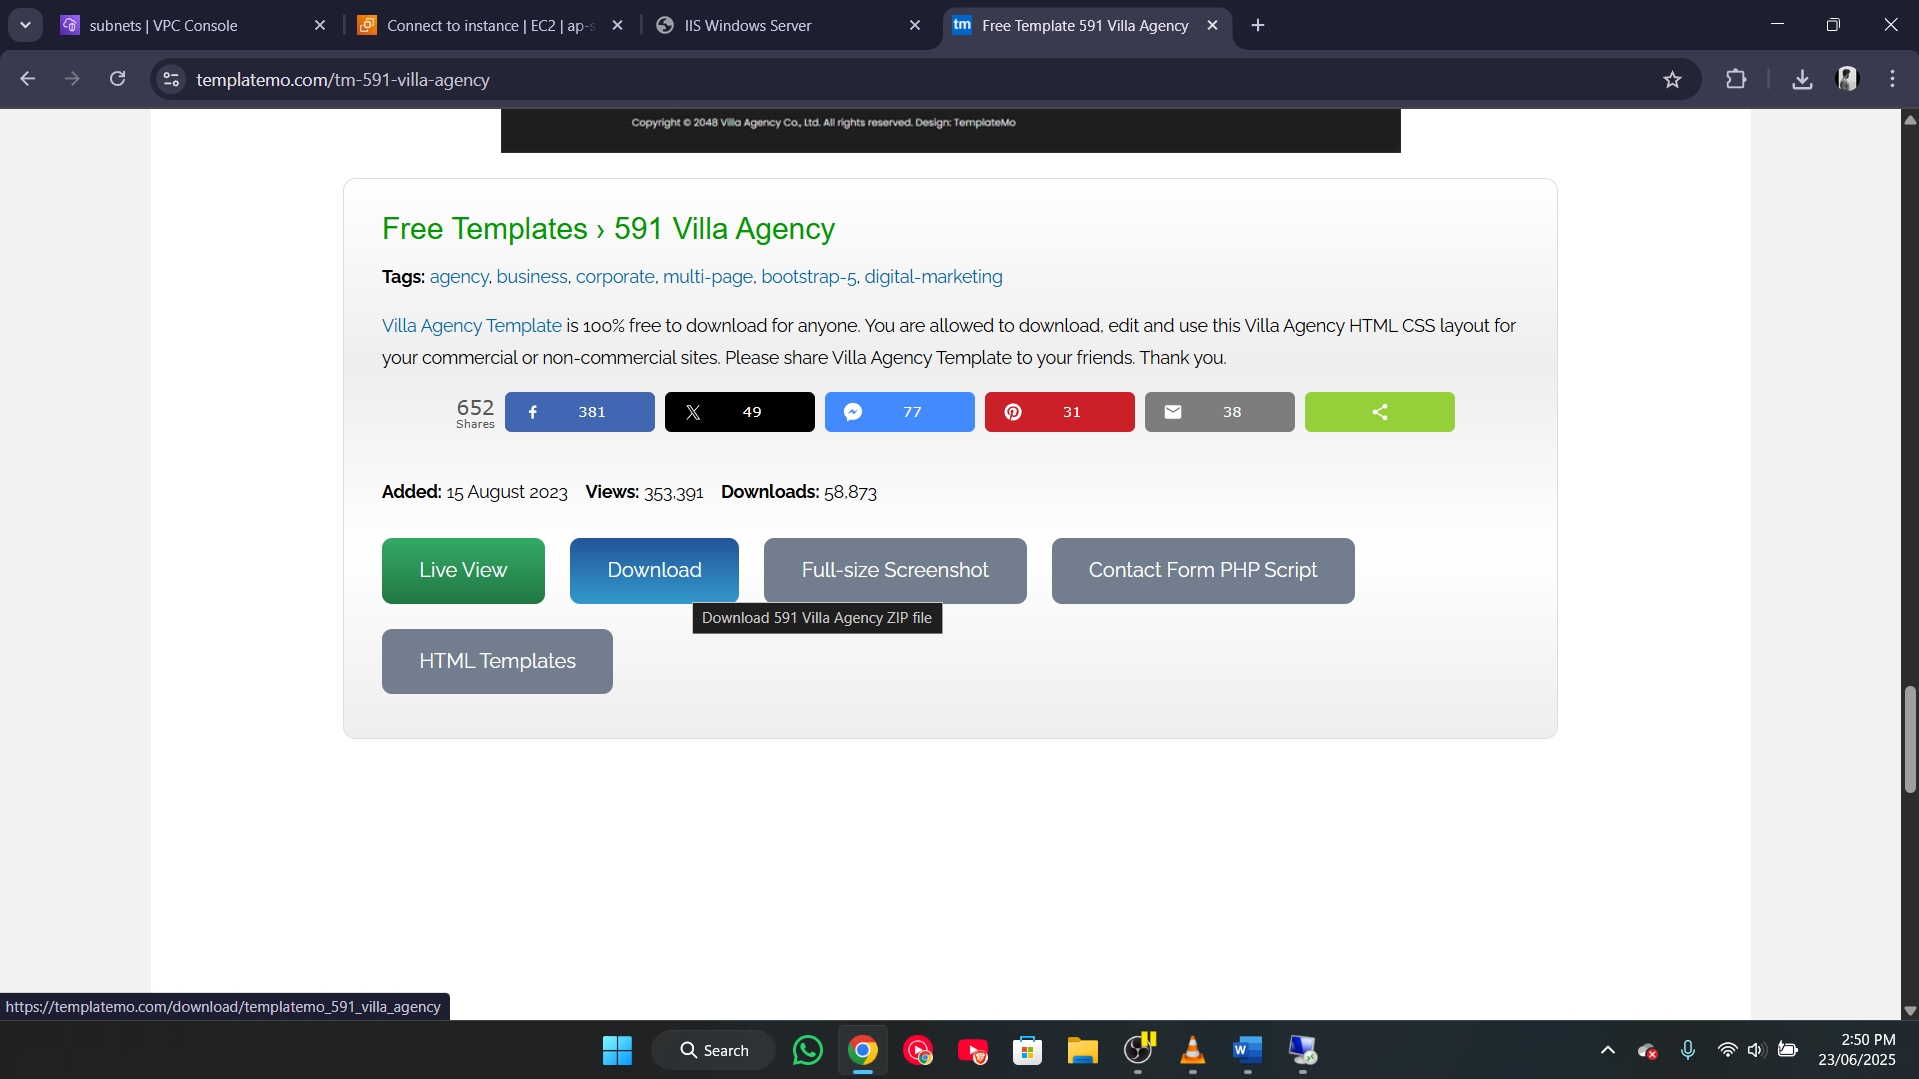 subnets | VPC Console
Connect to instance | EC2 | ap-s
IIS Windows Server
tm
Free Template 591 Villa Agency
templatemo.com/tm-591-villa-agency
Copyright © 2048 Villa Agency Co., Ltd. All rights reserved. Design: TemplateMo
Free Templates › 591 Villa Agency
Tags: agency, business, corporate, multi-page, bootstrap-5, digital-marketing
Villa Agency Template is 100% free to download for anyone. You are allowed to download, edit and use this Villa Agency HTML CSS layout for
your commercial or non-commercial sites. Please share Villa Agency Template to your friends. Thank you.
652
Shares
381
49
77
31
38
Added: 15 August 2023 Views: 353,391 Downloads: 58,873
Live View
Download
Full-size Screenshot
Contact Form PHP Script
Download 591 Villa Agency ZIP file
HTML Templates
https://templatemo.com/download/templatemo_591_villa_agency
Search
W
2:50 PM
23/06/2025